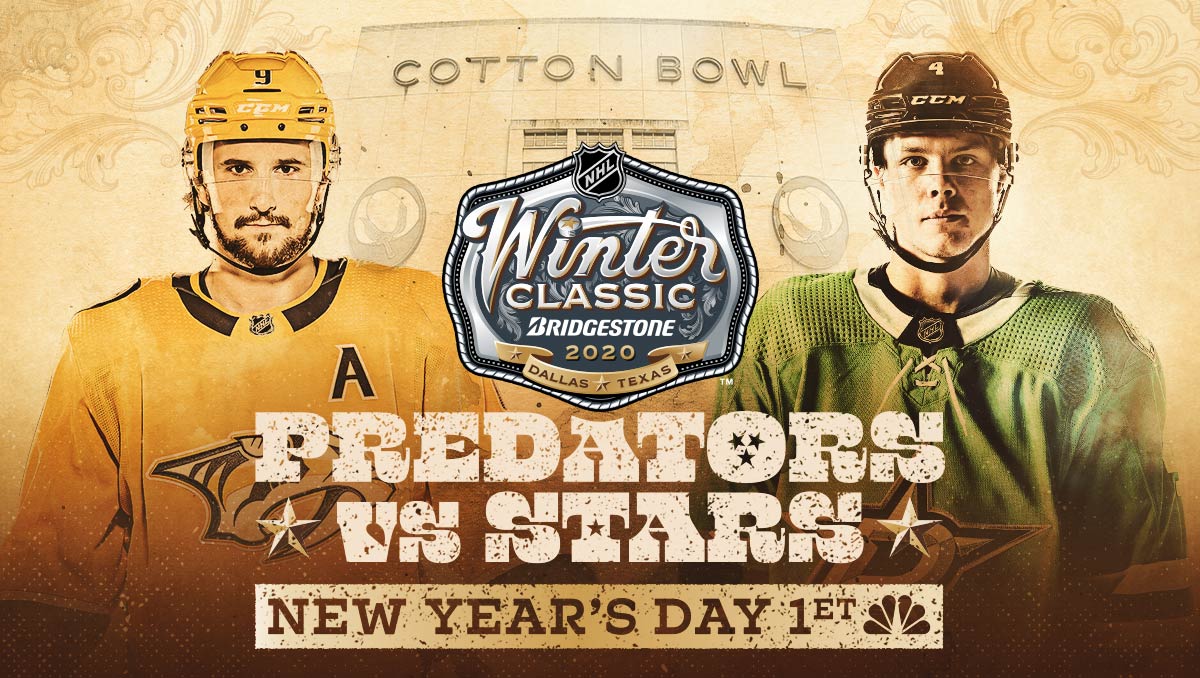 COTTON BOWL
9
CCM
4
CCM
NHL
Winter
CLASSIC
BRIDGESTONE
2020
DALLAS TEXAS
TM
A
PREDATORS
VS STARS
NEW YEAR'S DAY 1ET